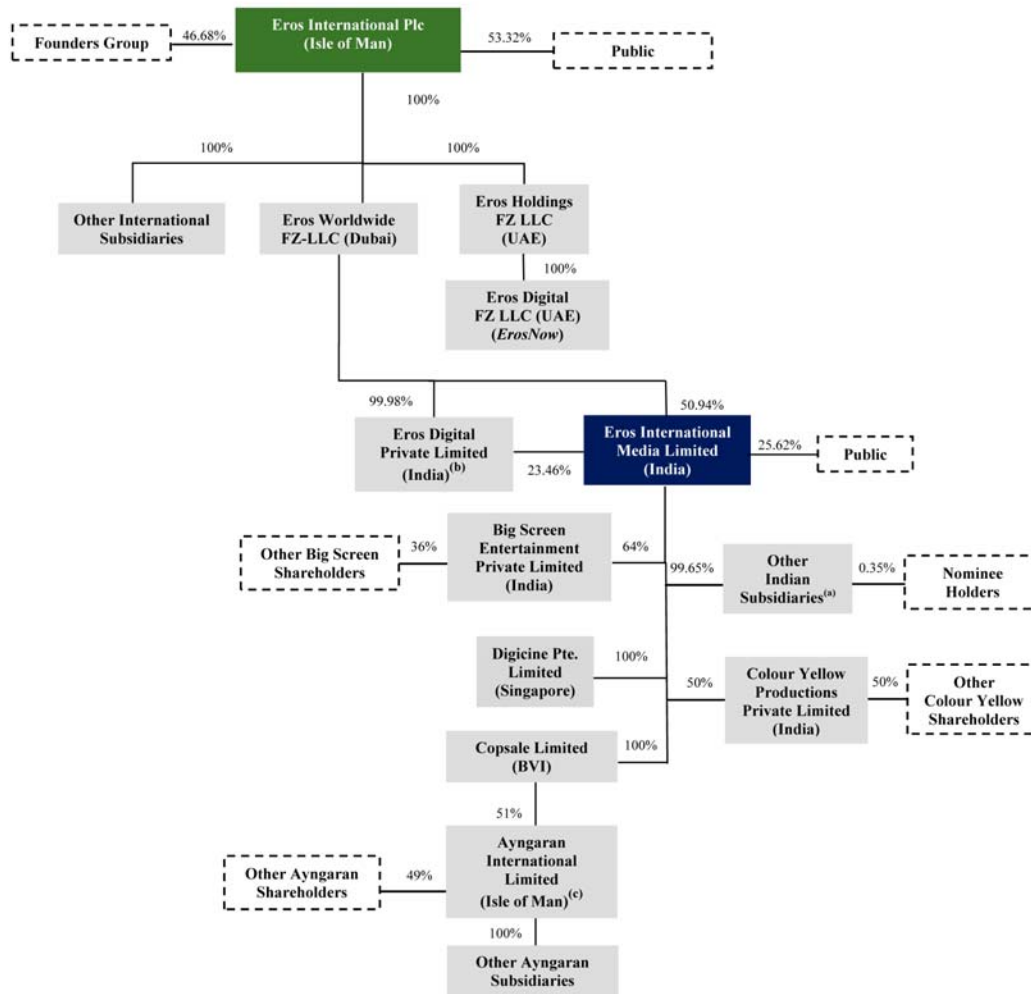 Eros International Plc
(Isle of Man)
Founders Group
46.68%
53.32%
Public
100%
100%
100%
Other International
Subsidiaries
Eros Worldwide
FZ-LLC (Dubai)
Eros Holdings
FZ LLC
(UAE)
100%
Eros Digital
FZ LLC (UAE)
(ErosNow)
99.98%
50.94%
Eros Digital
Private Limited
(India)(b)
23.46%
Eros International
Media Limited
(India)
25.62%
Public
Other Big Screen
Shareholders
36%
Big Screen
Entertainment
Private Limited
(India)
64%
99.65%
Other
Indian
Subsidiaries(a)
0.35%
Nominee
Holders
Digicine Pte.
Limited
(Singapore)
100%
50%
Colour Yellow
Productions
Private Limited
(India)
50%
Other
Colour Yellow
Shareholders
Copsale Limited
(BVI)
100%
51%
Other Ayngaran
Shareholders
49%
Ayngaran
International
Limited
(Isle of Man)(c)
100%
Other Ayngaran
Subsidiaries